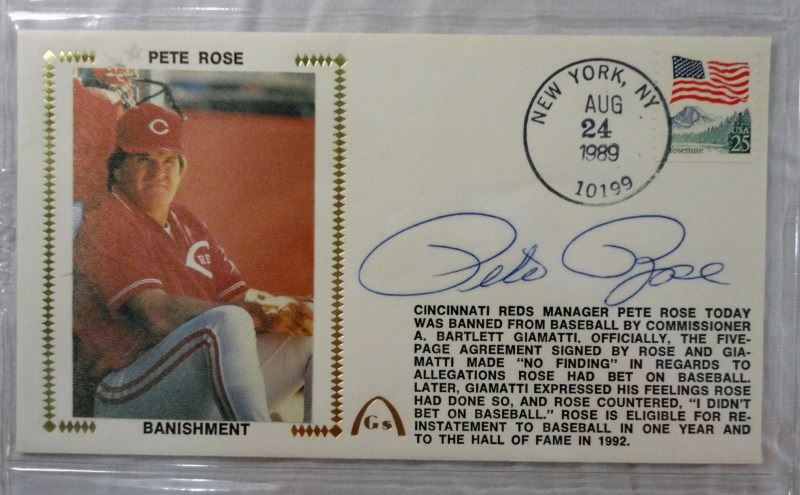 PETE ROSE
BANISHMENT
NEW YORK, NY
AUG
24
1989
10199
USA
25
Yosemite
Pete Rose
CINCINNATI REDS MANAGER PETE ROSE TODAY
WAS BANNED FROM BASEBALL BY COMMISSIONER
A. BARTLETT GIAMATTI. OFFICIALLY, THE FIVE-
PAGE AGREEMENT SIGNED BY ROSE AND GIA-
MATTI MADE "NO FINDING" IN REGARDS TO
ALLEGATIONS ROSE HAD BET ON BASEBALL.
LATER, GIAMATTI EXPRESSED HIS FEELINGS ROSE
HAD DONE SO, AND ROSE COUNTERED, "I DIDN'T
BET ON BASEBALL." ROSE IS ELIGIBLE FOR RE-
INSTATEMENT TO BASEBALL IN ONE YEAR AND
TO THE HALL OF FAME IN 1992.
Gs
C
REDS